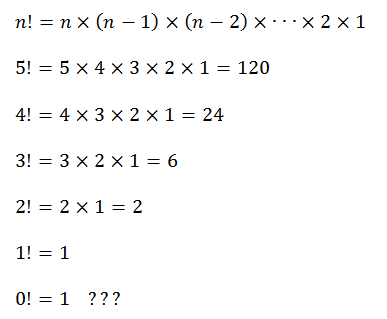 n! = n × (n − 1) × (n − 2) × · · · × 2 × 1
5! = 5 × 4 × 3 × 2 × 1 = 120
4! = 4 × 3 × 2 × 1 = 24
3! = 3 × 2 × 1 = 6
2! = 2 × 1 = 2
1! = 1
0! = 1 ???